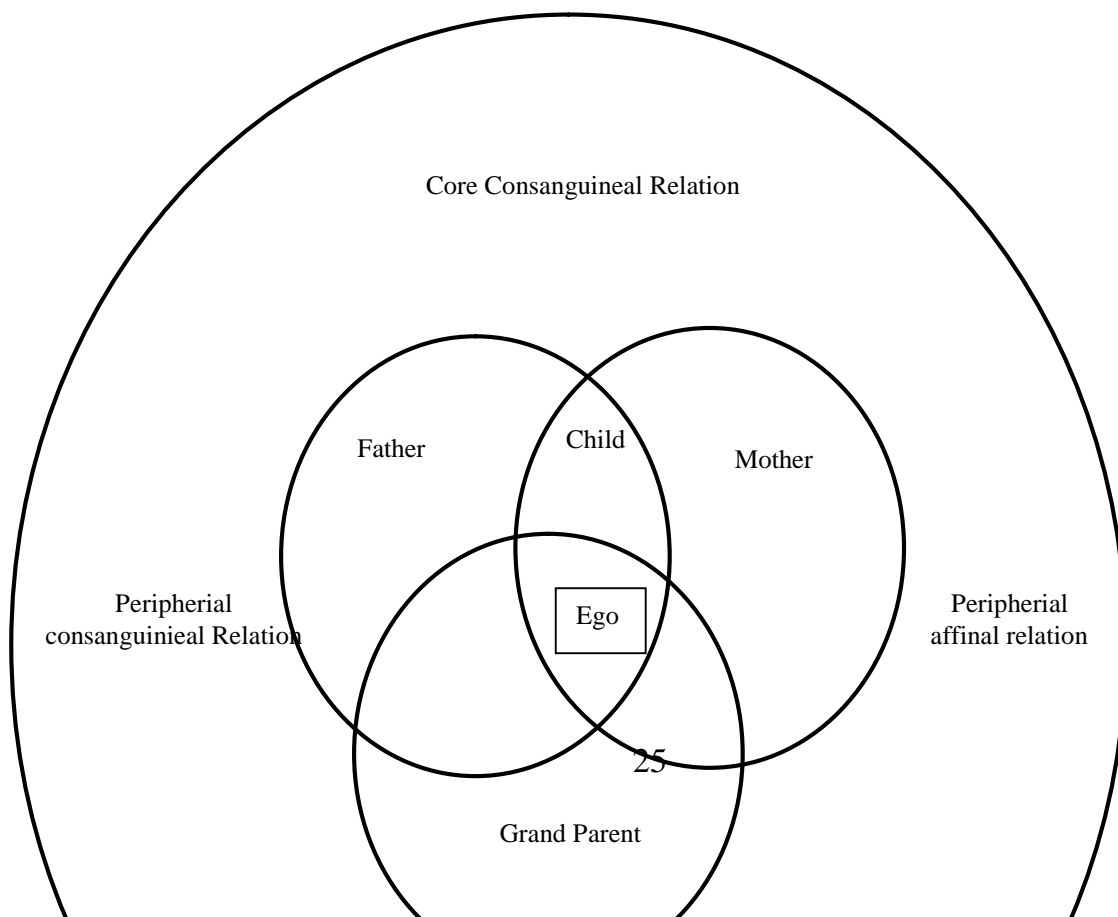 Core Consanguineal Relation
Father
Child
Mother
Peripherial
consanguinieal Relation
Ego
Peripherial
affinal relation
25
Grand Parent